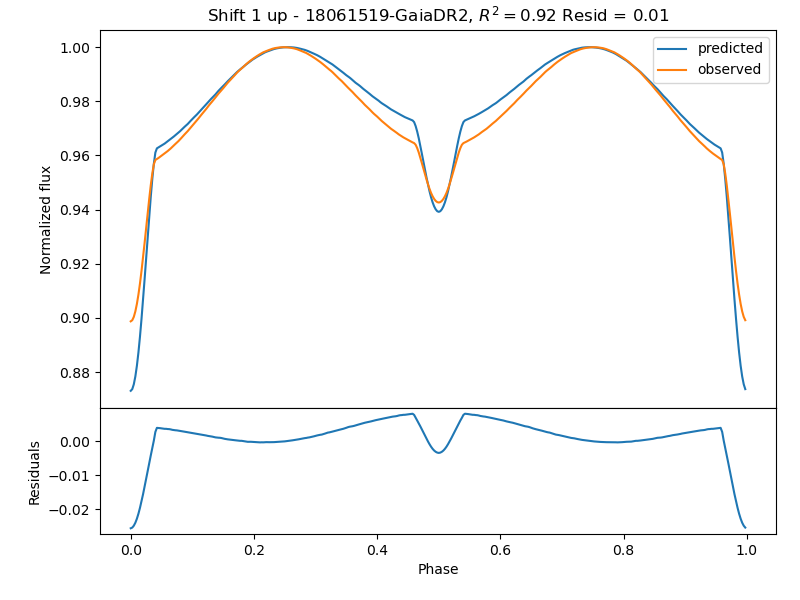 Shift 1 up - 18061519-GaiaDR2, R² = 0.92 Resid = 0.01
predicted
observed
Normalized flux
1.00
0.98
0.96
0.94
0.92
0.90
0.88
Residuals
0.00
−0.01
−0.02
0.0 0.2 0.4 0.6 0.8 1.0
Phase